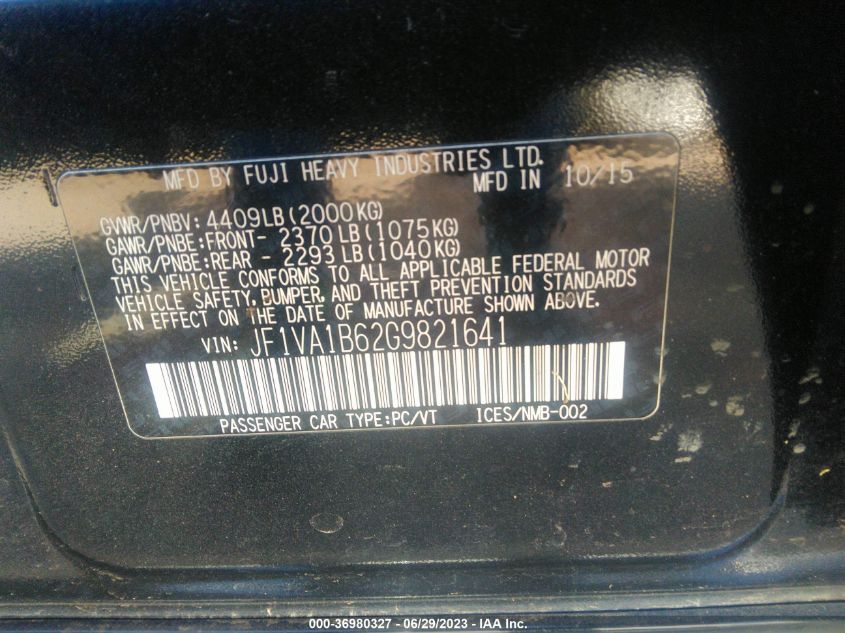 MFD BY FUJI HEAVY INDUSTRIES LTD.
MFD IN 10/15
GVWR/PNBV: 4409LB(2000KG)
GAWR/PNBE:FRONT- 2370 LB(1075KG)
GAWR/PNBE:REAR - 2293 LB(1040KG)
THIS VEHICLE CONFORMS TO ALL APPLICABLE FEDERAL MOTOR
VEHICLE SAFETY, BUMPER, AND THEFT PREVENTION STANDARDS
IN EFFECT ON THE DATE OF MANUFACTURE SHOWN ABOVE.
VIN: JF1VA1B62G9821641
PASSENGER CAR TYPE:PC/VT ICES/NMB-002
000-36980327 - 06/29/2023 - IAA Inc.